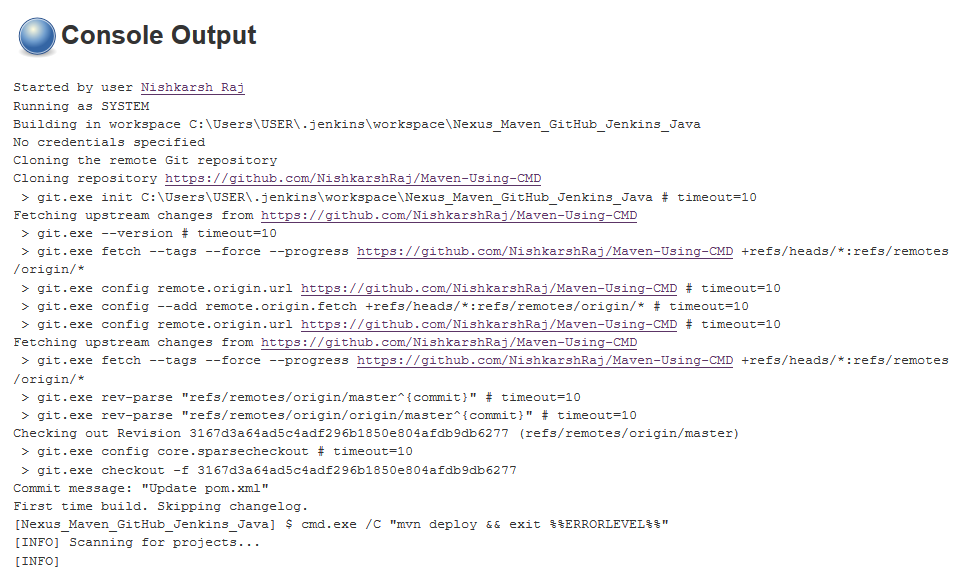 Console Output
Started by user Nishkarsh Raj
Running as SYSTEM
Building in workspace C:\Users\USER\.jenkins\workspace\Nexus_Maven_GitHub_Jenkins_Java
No credentials specified
Cloning the remote Git repository
Cloning repository https://github.com/NishkarshRaj/Maven-Using-CMD
 > git.exe init C:\Users\USER\.jenkins\workspace\Nexus_Maven_GitHub_Jenkins_Java # timeout=10
Fetching upstream changes from https://github.com/NishkarshRaj/Maven-Using-CMD
 > git.exe --version # timeout=10
 > git.exe fetch --tags --force --progress https://github.com/NishkarshRaj/Maven-Using-CMD +refs/heads/*:refs/remotes
/origin/*
 > git.exe config remote.origin.url https://github.com/NishkarshRaj/Maven-Using-CMD # timeout=10
 > git.exe config --add remote.origin.fetch +refs/heads/*:refs/remotes/origin/* # timeout=10
 > git.exe config remote.origin.url https://github.com/NishkarshRaj/Maven-Using-CMD # timeout=10
Fetching upstream changes from https://github.com/NishkarshRaj/Maven-Using-CMD
 > git.exe fetch --tags --force --progress https://github.com/NishkarshRaj/Maven-Using-CMD +refs/heads/*:refs/remotes
/origin/*
 > git.exe rev-parse "refs/remotes/origin/master^{commit}" # timeout=10
 > git.exe rev-parse "refs/remotes/origin/origin/master^{commit}" # timeout=10
Checking out Revision 3167d3a64ad5c4adf296b1850e804afdb9db6277 (refs/remotes/origin/master)
 > git.exe config core.sparsecheckout # timeout=10
 > git.exe checkout -f 3167d3a64ad5c4adf296b1850e804afdb9db6277
Commit message: "Update pom.xml"
First time build. Skipping changelog.
[Nexus_Maven_GitHub_Jenkins_Java] $ cmd.exe /C "mvn deploy && exit %%ERRORLEVEL%%"
[INFO] Scanning for projects...
[INFO]